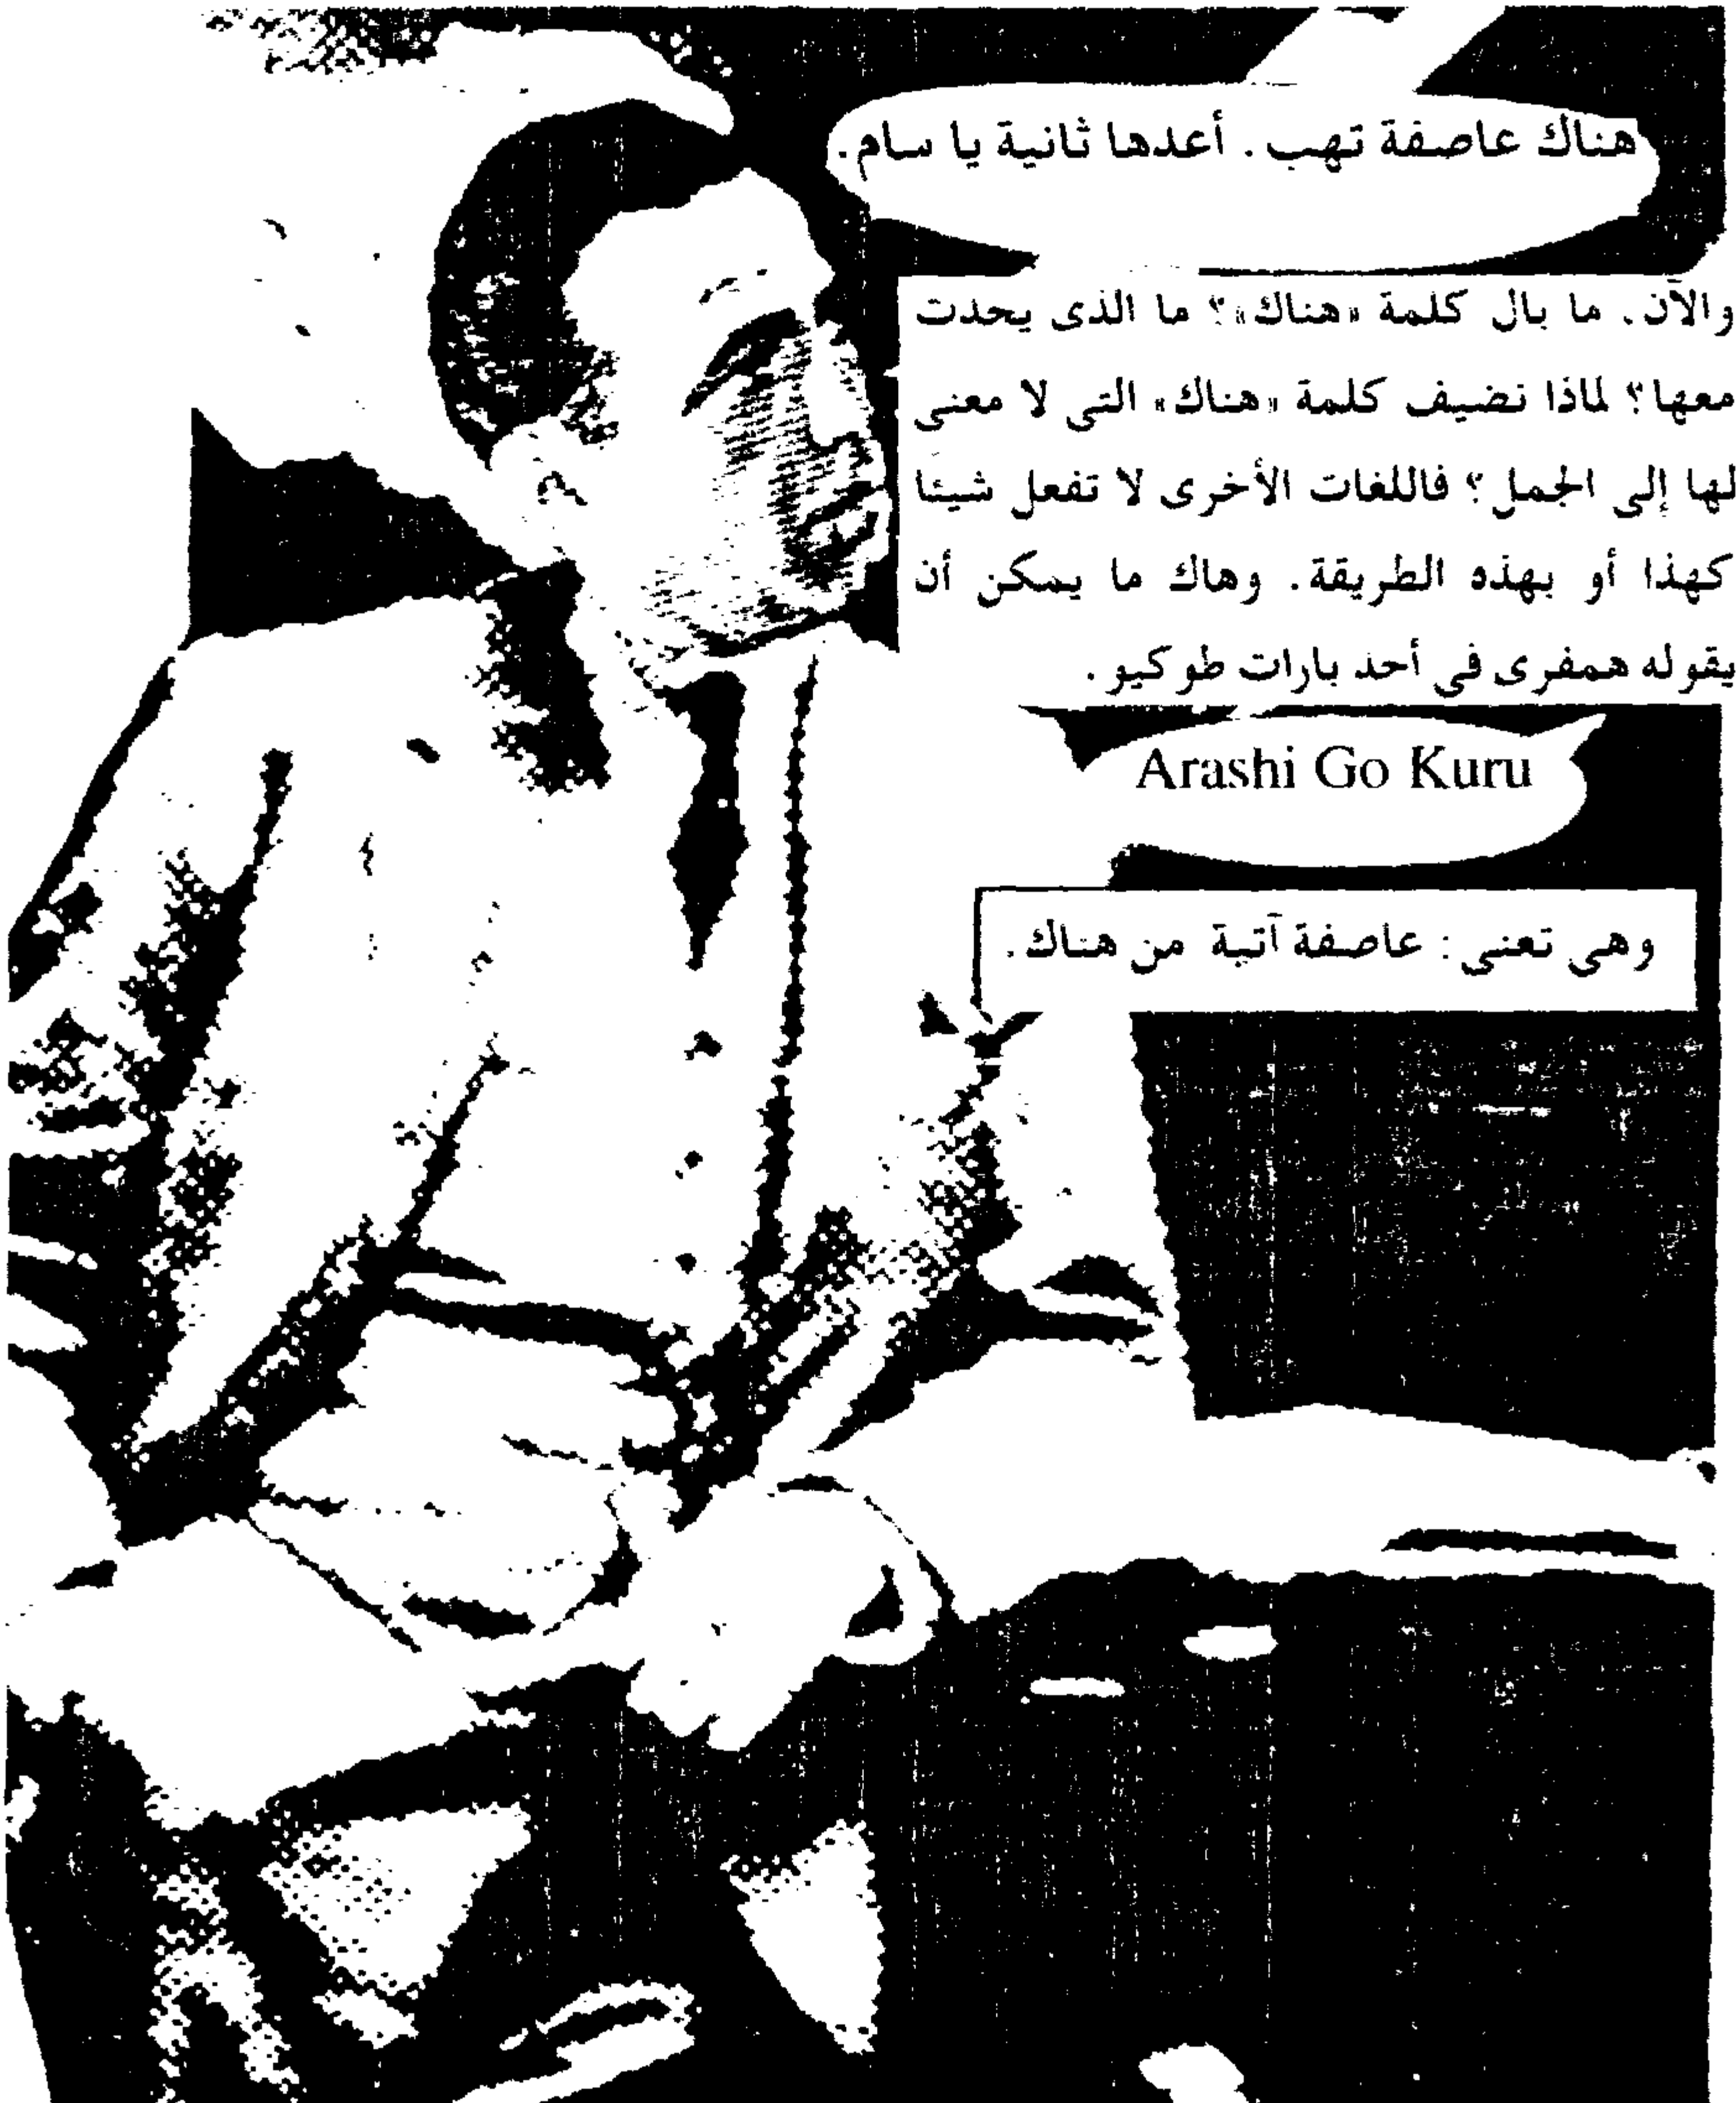 هناك عاصفة تهب. أعدها ثانية يا سام.
والآن. ما بال كلمة «هناك»؟ ما الذى يحدث
معها؟ لماذا نضيف كلمة «هناك» التى لا معنى
لها إلى الجمل؟ فاللغات الأخرى لا تفعل شيئا
كهذا أو بهذه الطريقة. وهاك ما يمكن أن
يقوله همفرى فى أحد بارات طوكيو.
Arashi Go Kuru
وهى تعنى: عاصفة آتية من هناك.